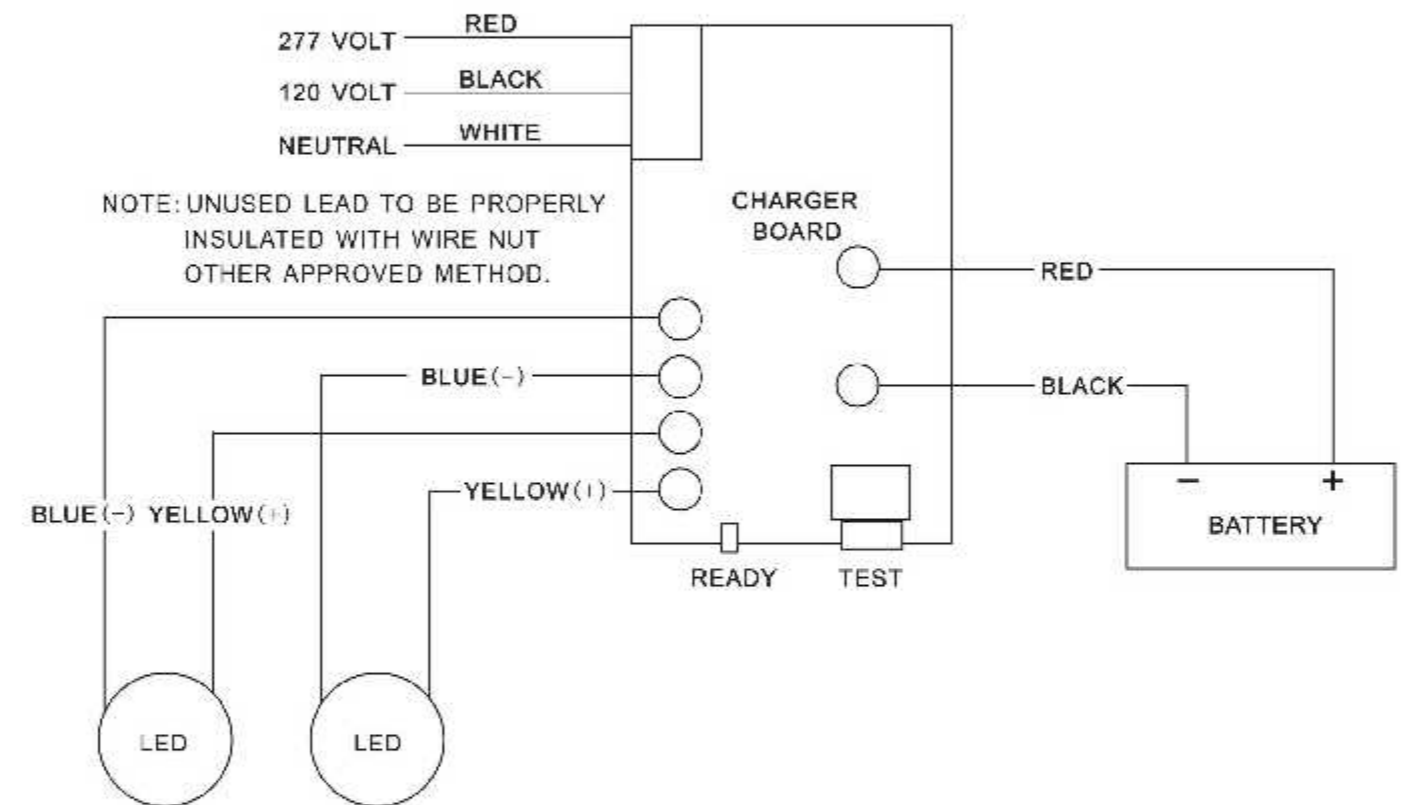 RED
277 VOLT
BLACK
120 VOLT
WHITE
NEUTRAL
NOTE: UNUSED LEAD TO BE PROPERLY
INSULATED WITH WIRE NUT
OTHER APPROVED METHOD.
CHARGER
BOARD
RED
BLUE(-)
BLACK
YELLOW(+)
BLUE(-) YELLOW(+)
- +
BATTERY
READY
TEST
LED
LED